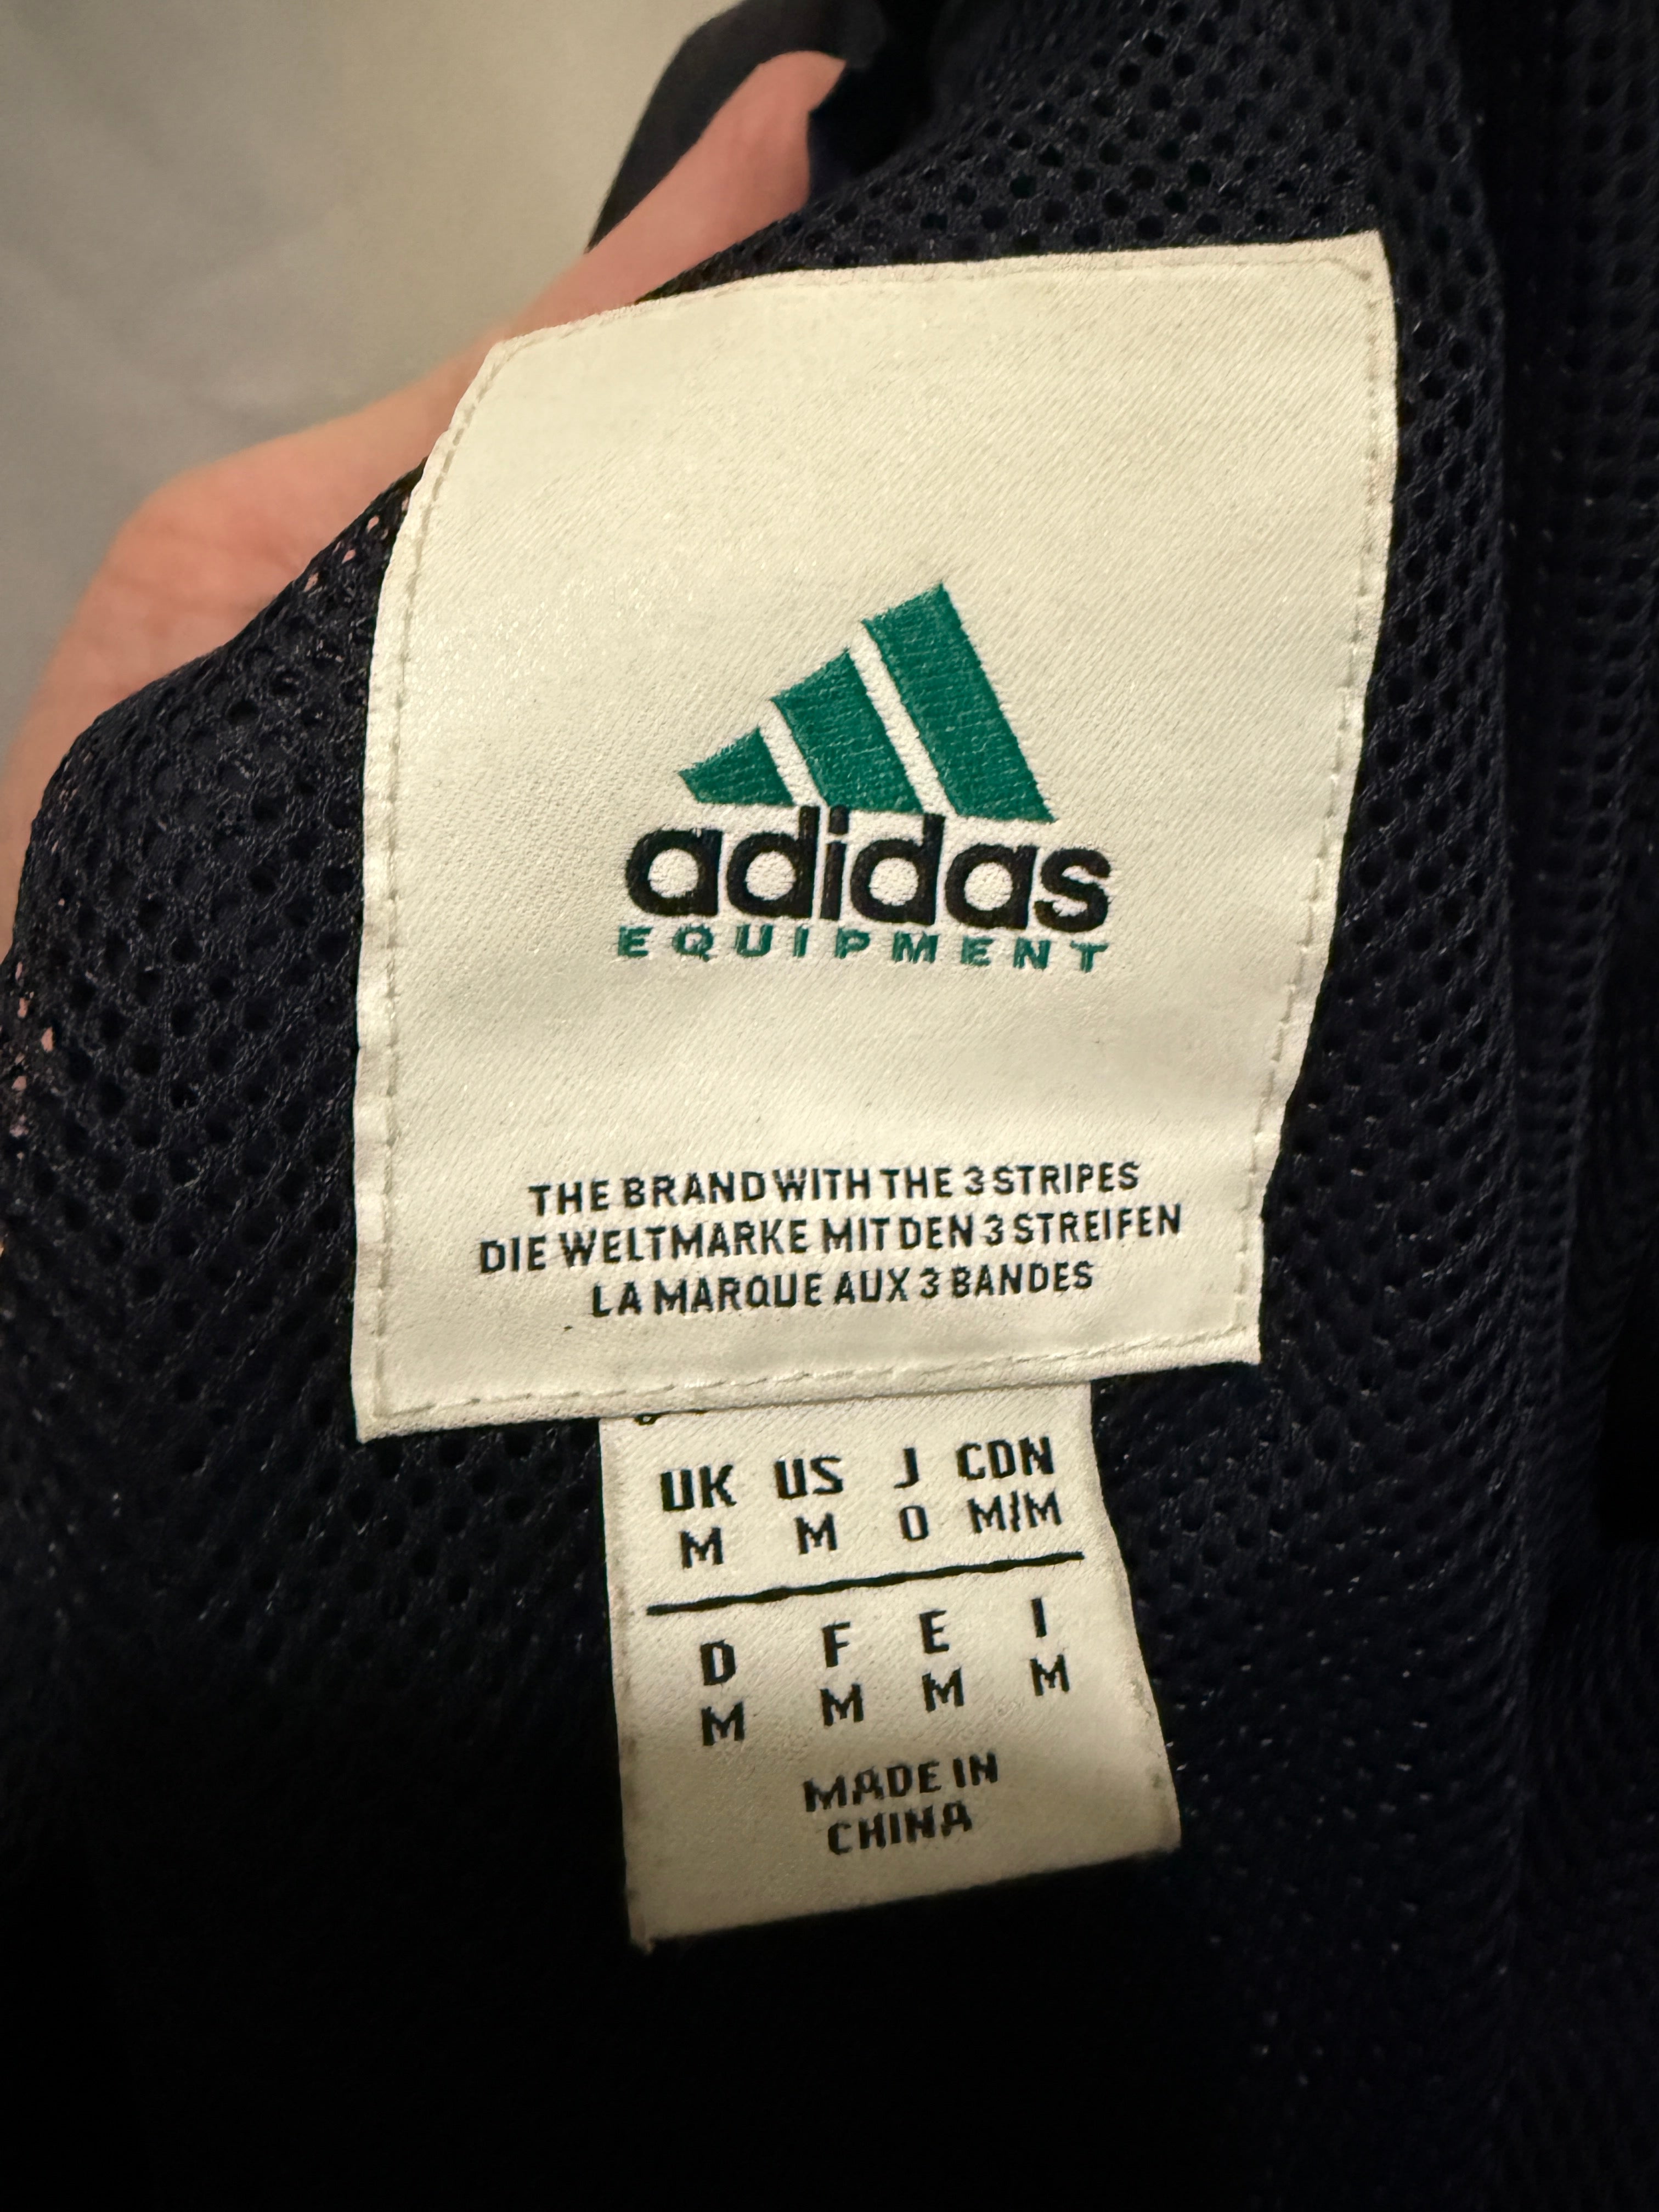 adidas
EQUIPMENT
THE BRAND WITH THE 3 STRIPES
DIE WELTMARKE MIT DEN 3 STREIFEN
LA MARQUE AUX 3 BANDES
UK US J CDN
M M O M/M
D F E I
M M M M
MADE IN
CHINA